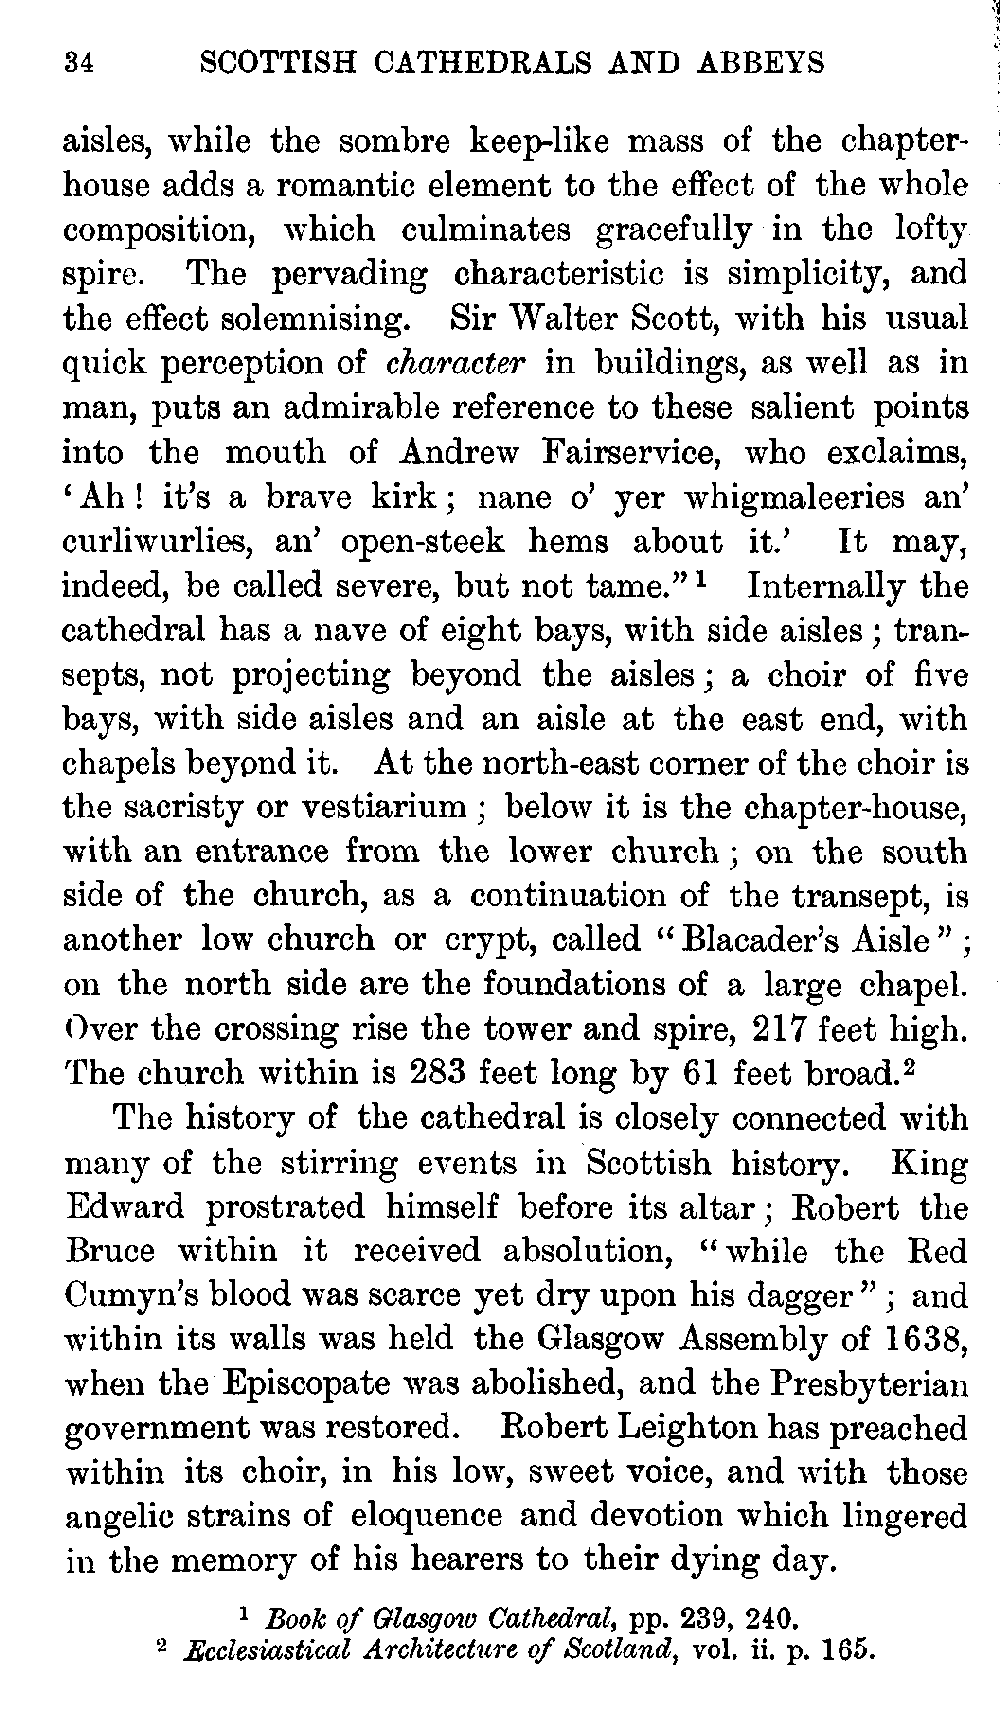 34 SCOTTISH CATHEDRALS AND ABBEYS
aisles, while the sombre keep-like mass of the chapter-
house adds a romantic element to the effect of the whole
composition, which culminates gracefully in the lofty
spire. The pervading characteristic is simplicity, and
the effect solemnising. Sir Walter Scott, with his usual
quick perception of character in buildings, as well as in
man, puts an admirable reference to these salient points
into the mouth of Andrew Fairservice, who exclaims,
‘Ah! it’s a brave kirk; nane o’ yer whigmaleeries an’
curliwurlies, an’ open-steek hems about it.’ It may,
indeed, be called severe, but not tame.” ¹ Internally the
cathedral has a nave of eight bays, with side aisles; tran-
septs, not projecting beyond the aisles; a choir of five
bays, with side aisles and an aisle at the east end, with
chapels beyond it. At the north-east corner of the choir is
the sacristy or vestiarium; below it is the chapter-house,
with an entrance from the lower church; on the south
side of the church, as a continuation of the transept, is
another low church or crypt, called “Blacader’s Aisle”;
on the north side are the foundations of a large chapel.
Over the crossing rise the tower and spire, 217 feet high.
The church within is 283 feet long by 61 feet broad.²
The history of the cathedral is closely connected with
many of the stirring events in Scottish history. King
Edward prostrated himself before its altar; Robert the
Bruce within it received absolution, “while the Red
Cumyn’s blood was scarce yet dry upon his dagger”; and
within its walls was held the Glasgow Assembly of 1638,
when the Episcopate was abolished, and the Presbyterian
government was restored. Robert Leighton has preached
within its choir, in his low, sweet voice, and with those
angelic strains of eloquence and devotion which lingered
in the memory of his hearers to their dying day.
¹ Book of Glasgow Cathedral, pp. 239, 240.
² Ecclesiastical Architecture of Scotland, vol. ii. p. 165.